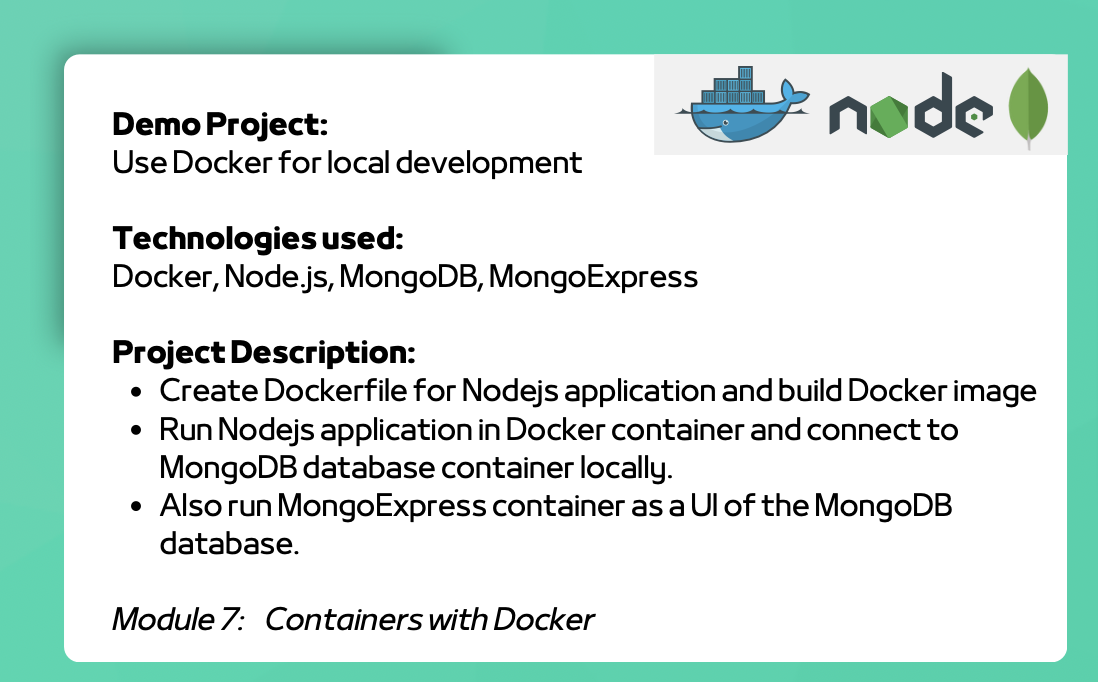 node
Demo Project:
Use Docker for local development
Technologies used:
Docker, Node.js, MongoDB, MongoExpress
Project Description:
• Create Dockerfile for Nodejs application and build Docker image
• Run Nodejs application in Docker container and connect to
MongoDB database container locally.
• Also run MongoExpress container as a UI of the MongoDB
database.
Module 7: Containers with Docker